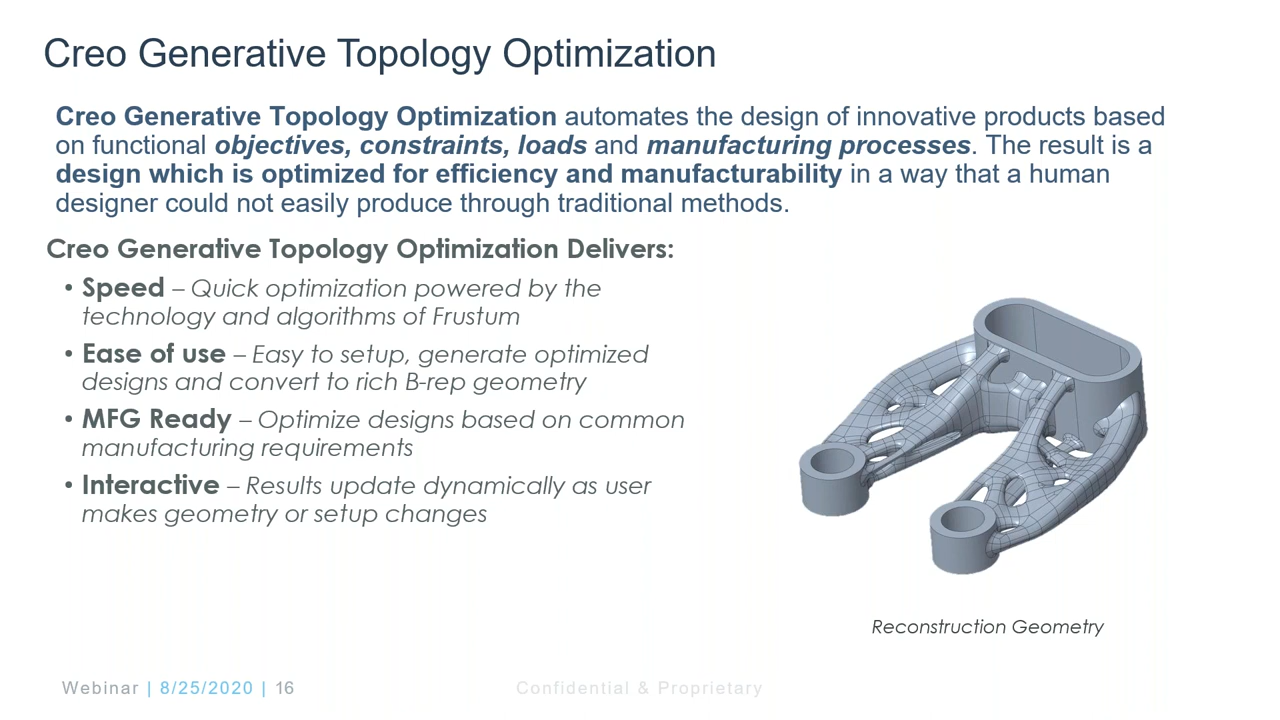 Creo Generative Topology Optimization
Creo Generative Topology Optimization automates the design of innovative products based
on functional objectives, constraints, loads and manufacturing processes. The result is a
design which is optimized for efficiency and manufacturability in a way that a human
designer could not easily produce through traditional methods.
Creo Generative Topology Optimization Delivers:
• Speed – Quick optimization powered by the
technology and algorithms of Frustum
• Ease of use – Easy to setup, generate optimized
designs and convert to rich B-rep geometry
• MFG Ready – Optimize designs based on common
manufacturing requirements
• Interactive – Results update dynamically as user
makes geometry or setup changes
Reconstruction Geometry
Webinar | 8/25/2020 | 16
Confidential & Proprietary